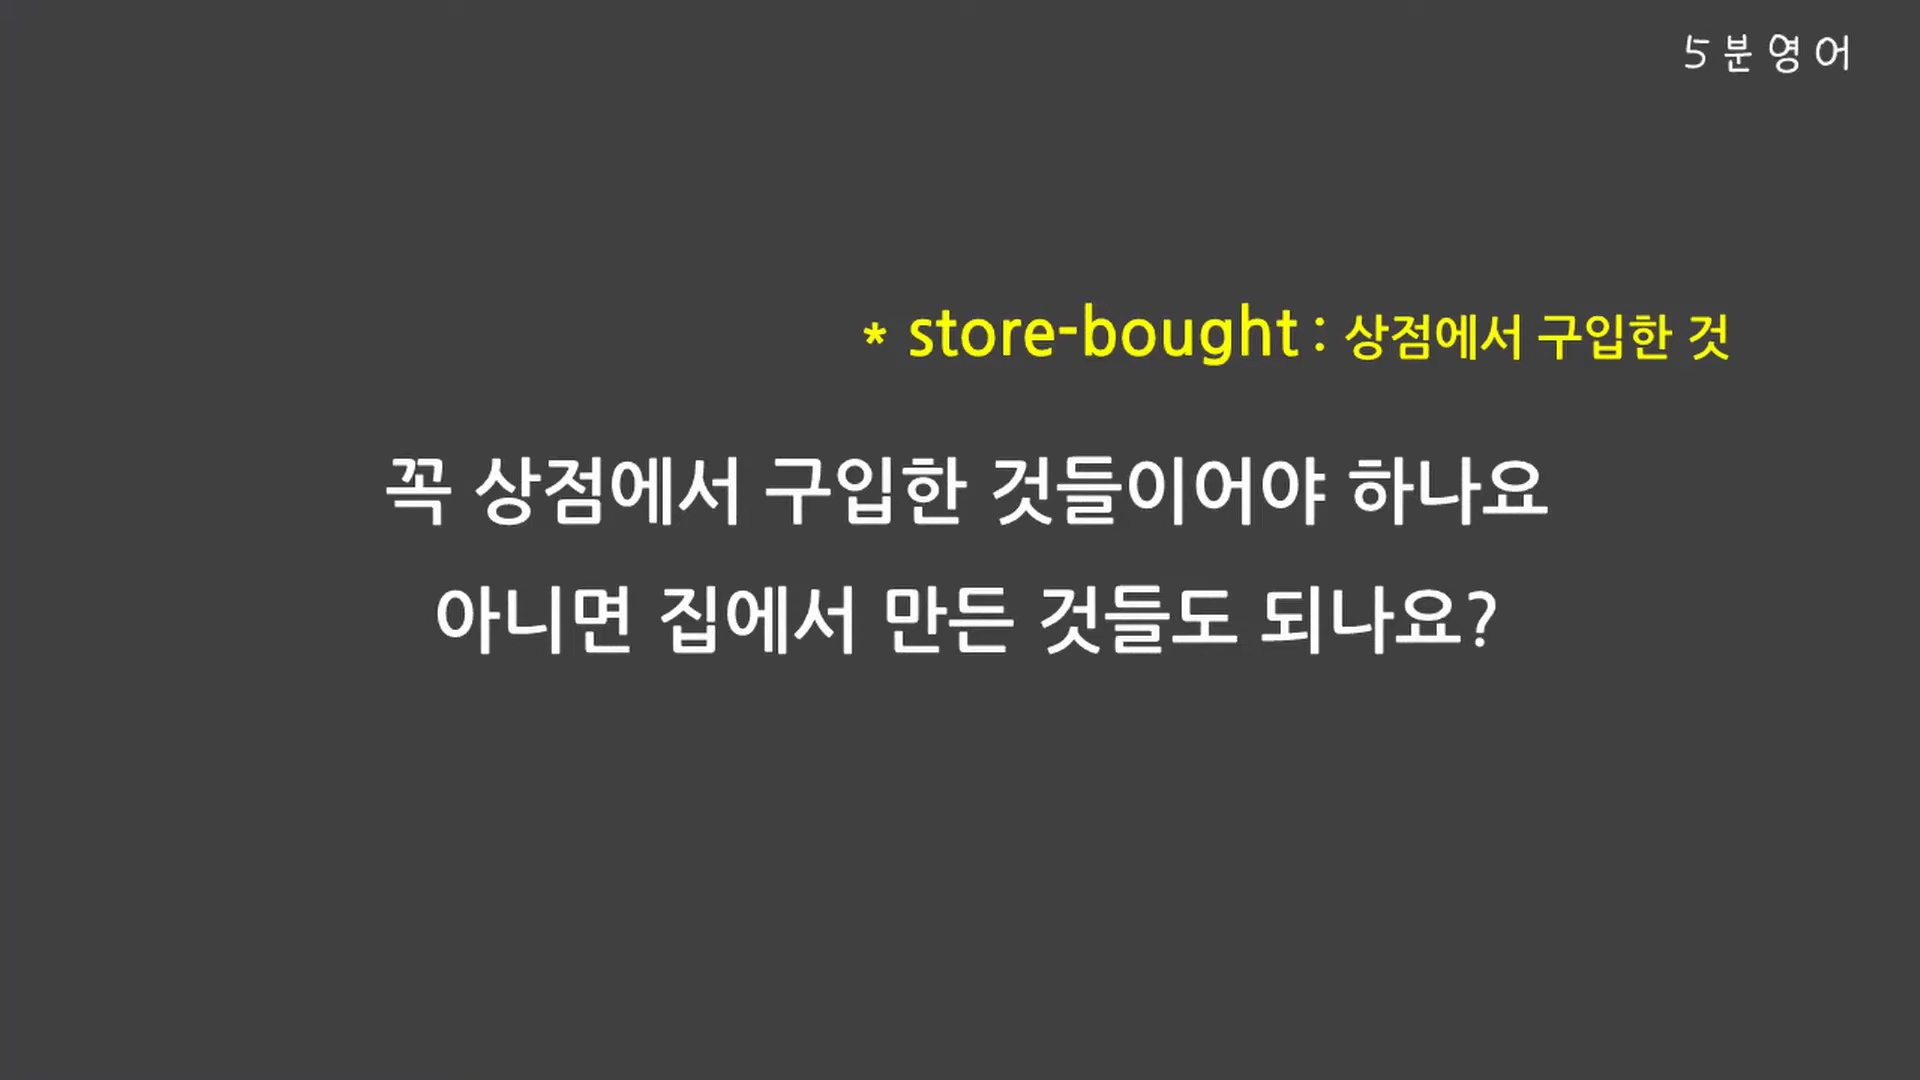 5분영어
* store-bought : 상점에서 구입한 것
꼭 상점에서 구입한 것들이어야 하나요
아니면 집에서 만든 것들도 되나요?